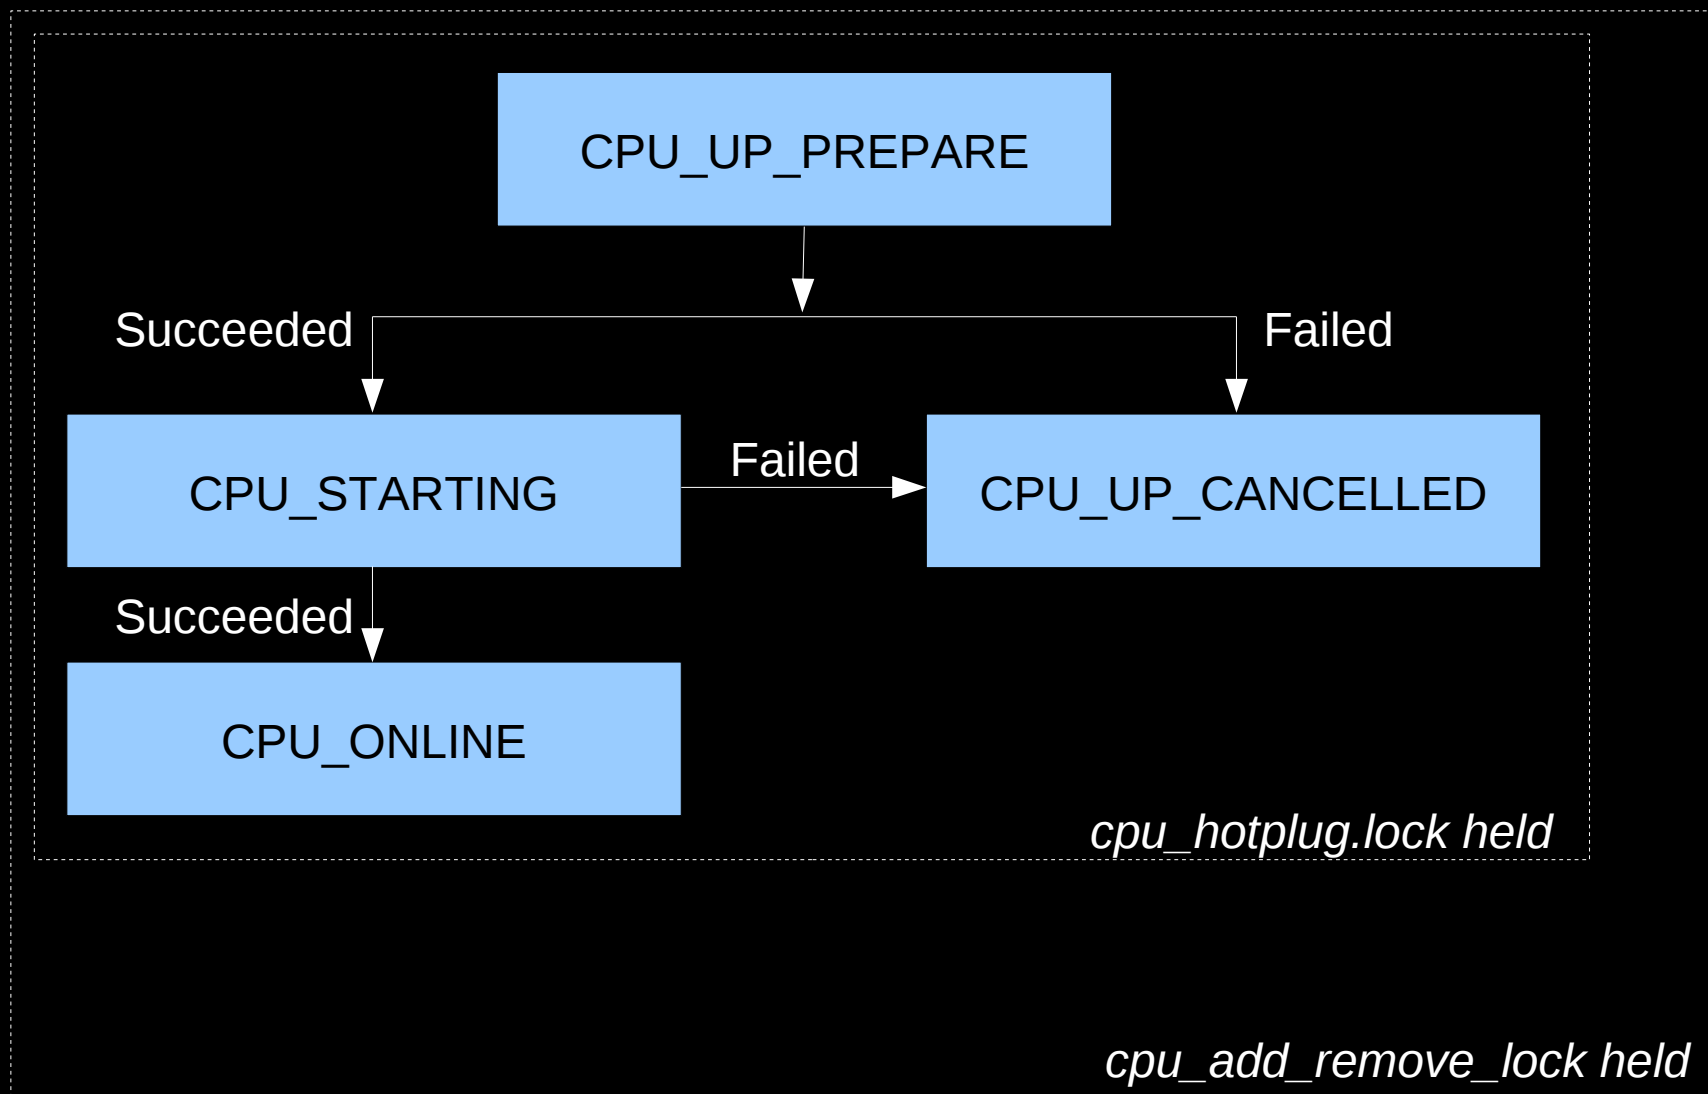 CPU_UP_PREPARE
Succeeded
Failed
CPU_STARTING
Failed
CPU_UP_CANCELLED
Succeeded
CPU_ONLINE
cpu_hotplug.lock held
cpu_add_remove_lock held